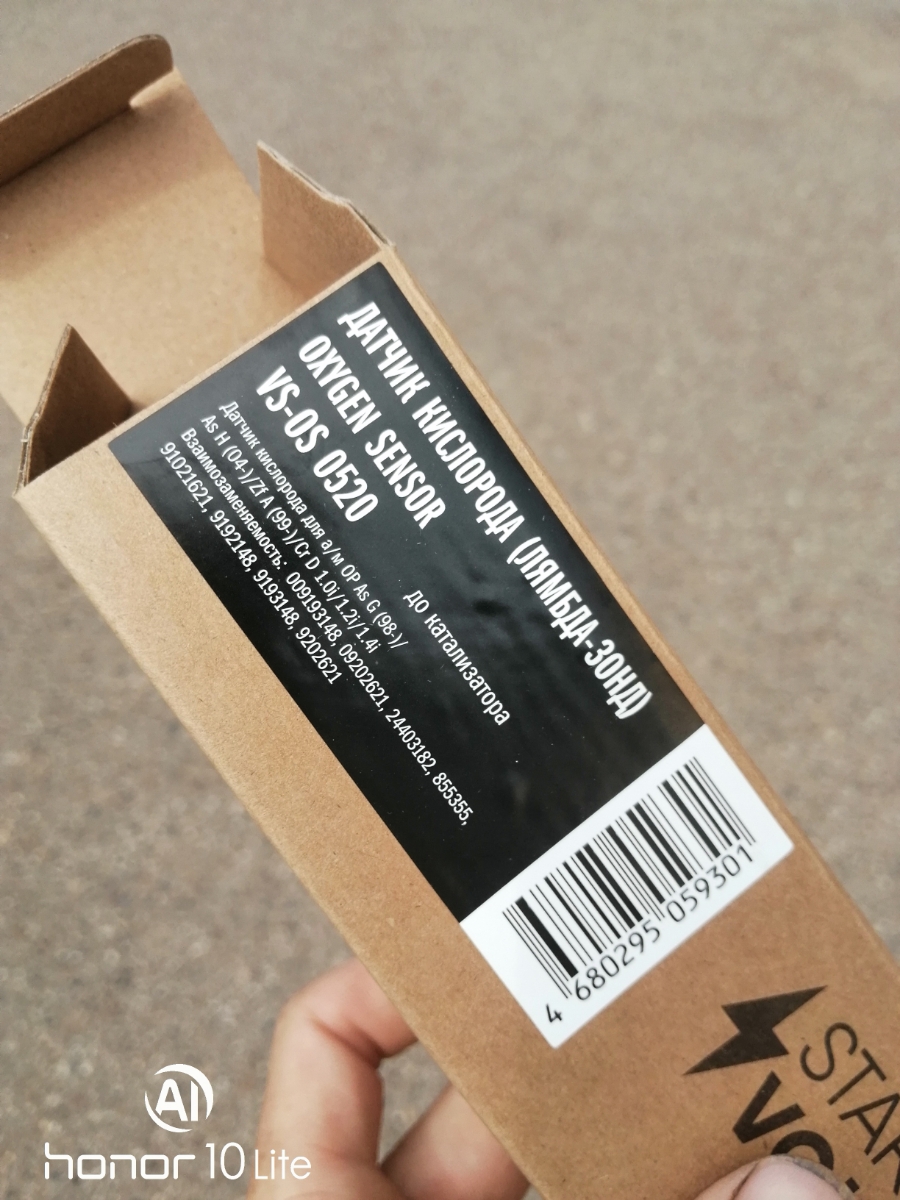 ДАТЧИК КИСЛОРОДА (ЛЯМБДА-ЗОНД)
OXYGEN SENSOR
VS-OS 0520
до катализатора
Датчик кислорода для а/м OP As G (98-)/
As H (04-)/Zf A (99-)/Cr D 1.0i/1.2i/1.4i
Взаимозаменяемость: 009193148, 09202621, 24403182, 855355,
91021621, 9192148, 9193148, 9202621
4 680295 059301
AI
honor 10 Lite